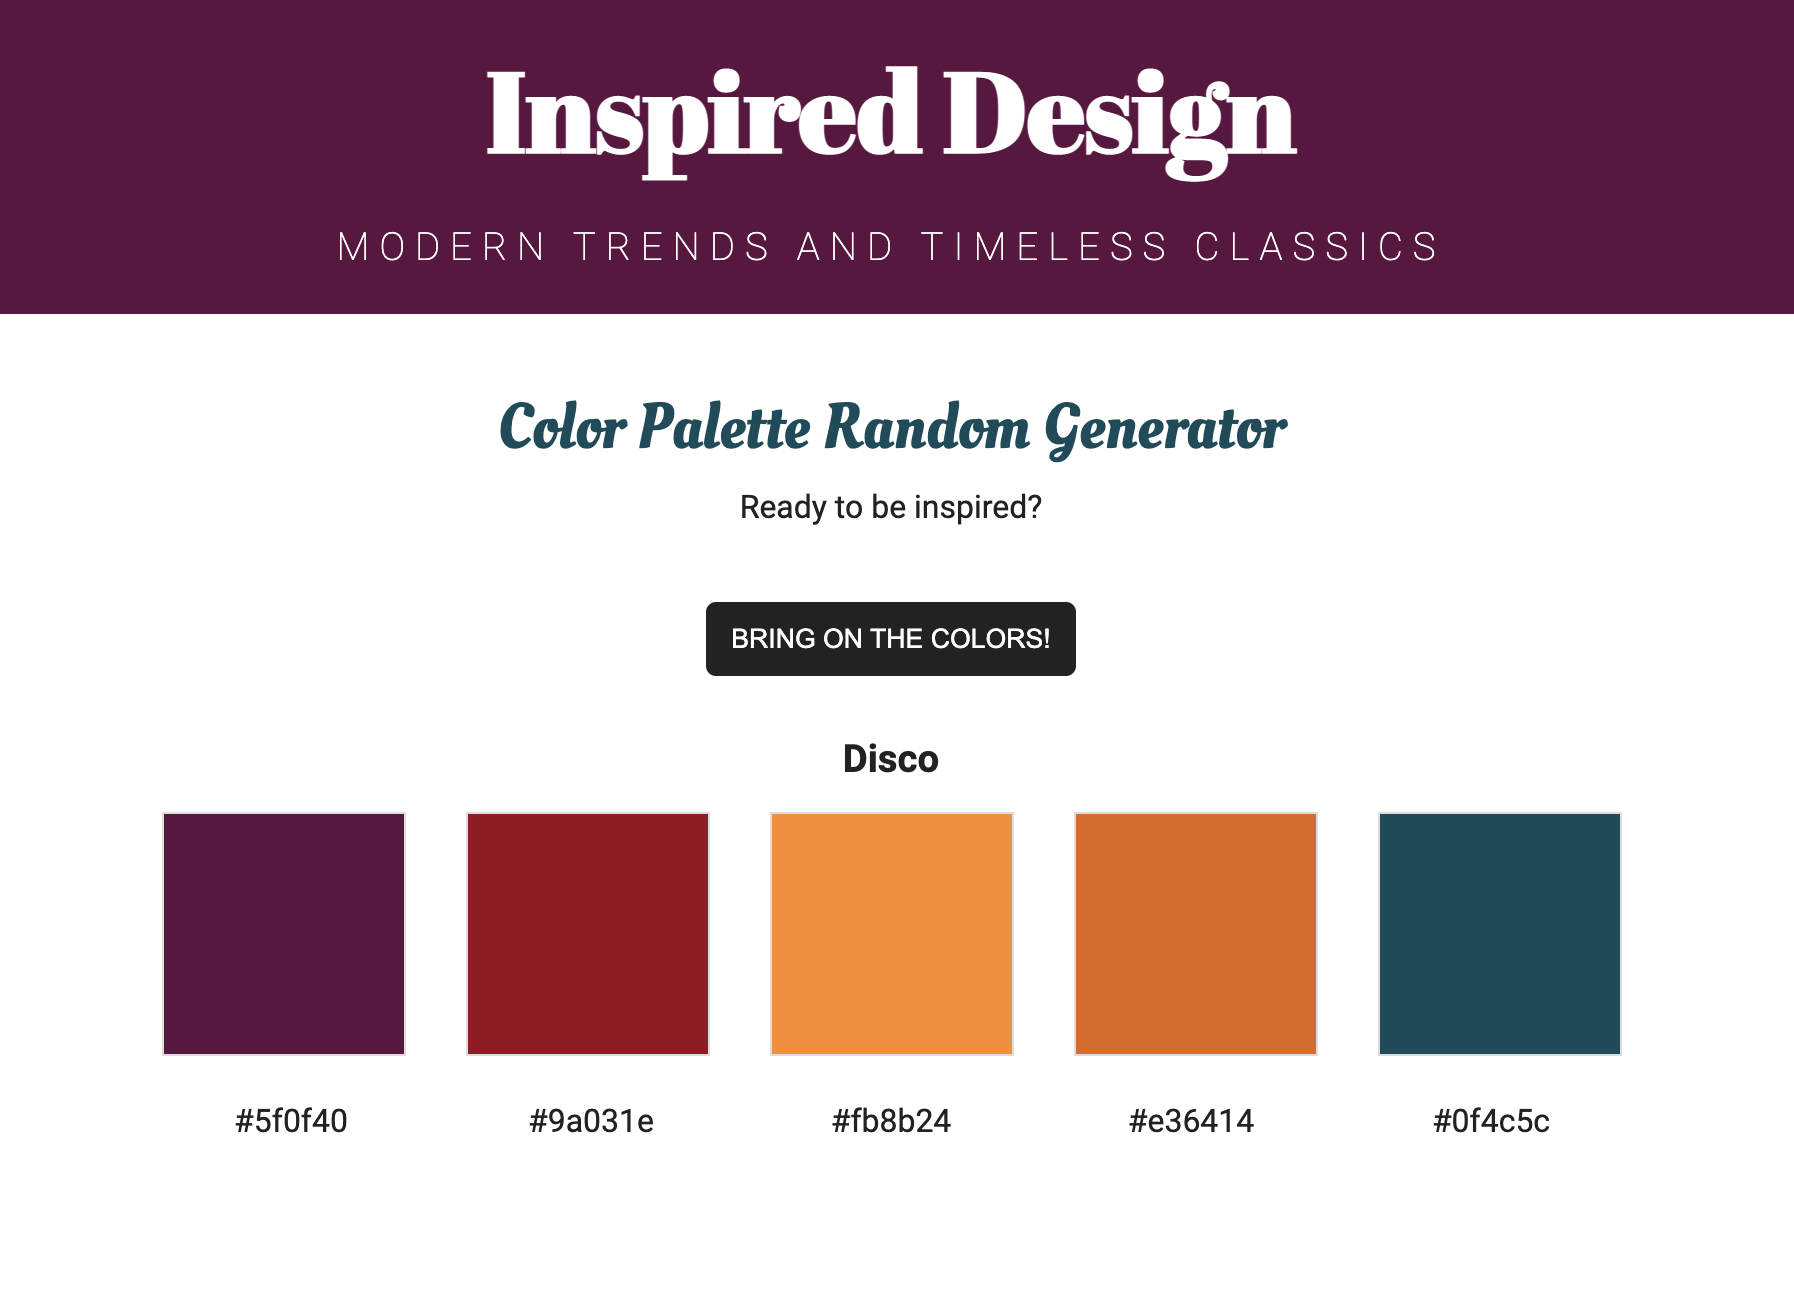 Inspired Design
MODERN TRENDS AND TIMELESS CLASSICS
Color Palette Random Generator
Ready to be inspired?
BRING ON THE COLORS!
Disco
#5f0f40 #9a031e #fb8b24 #e36414 #0f4c5c